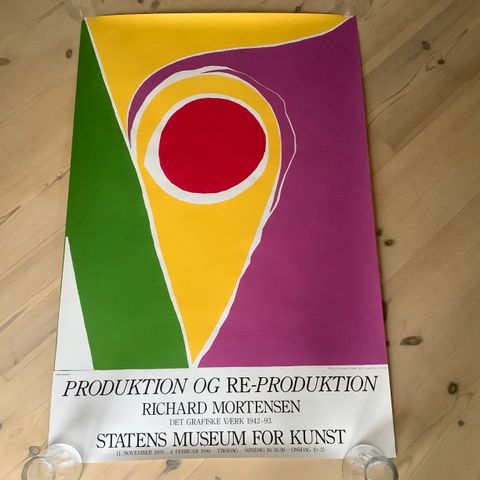 PRODUKTION OG RE-PRODUKTION
RICHARD MORTENSEN
DET GRAFISKE VÆRK 1942-93
STATENS MUSEUM FOR KUNST
11. NOVEMBER 1995 - 4. FEBRUAR 1996 - TIRSDAG - SØNDAG 10-16.30 - ONSDAG 10-21